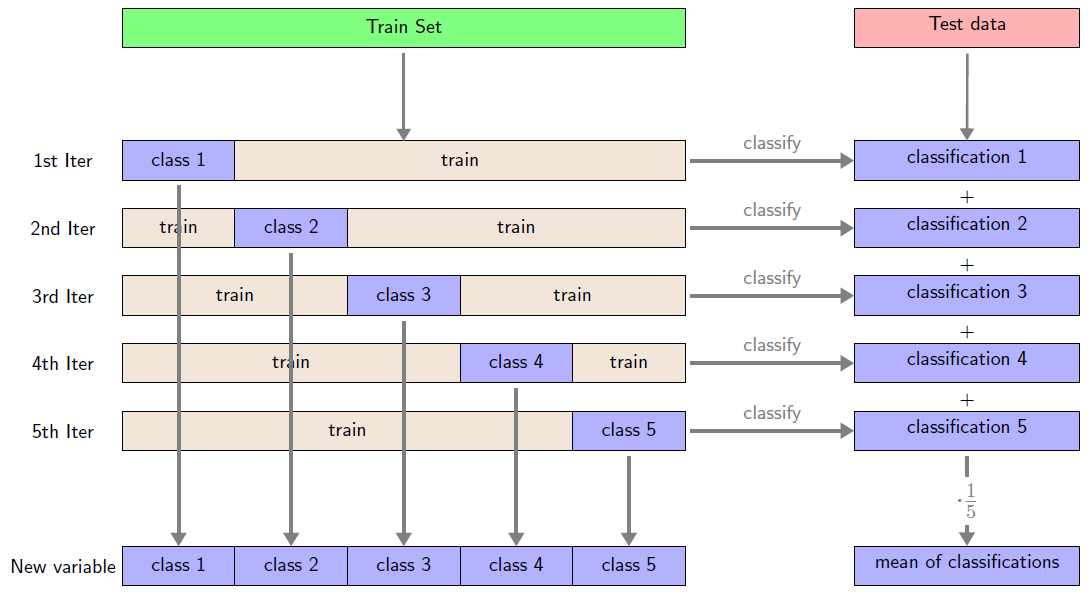 Train Set
Test data
1st Iter class 1 train classify classification 1
+
2nd Iter train class 2 train classify classification 2
+
3rd Iter train class 3 train classify classification 3
+
4th Iter train class 4 train classify classification 4
+
5th Iter train class 5 classify classification 5
· 1/5
New variable class 1 class 2 class 3 class 4 class 5 mean of classifications